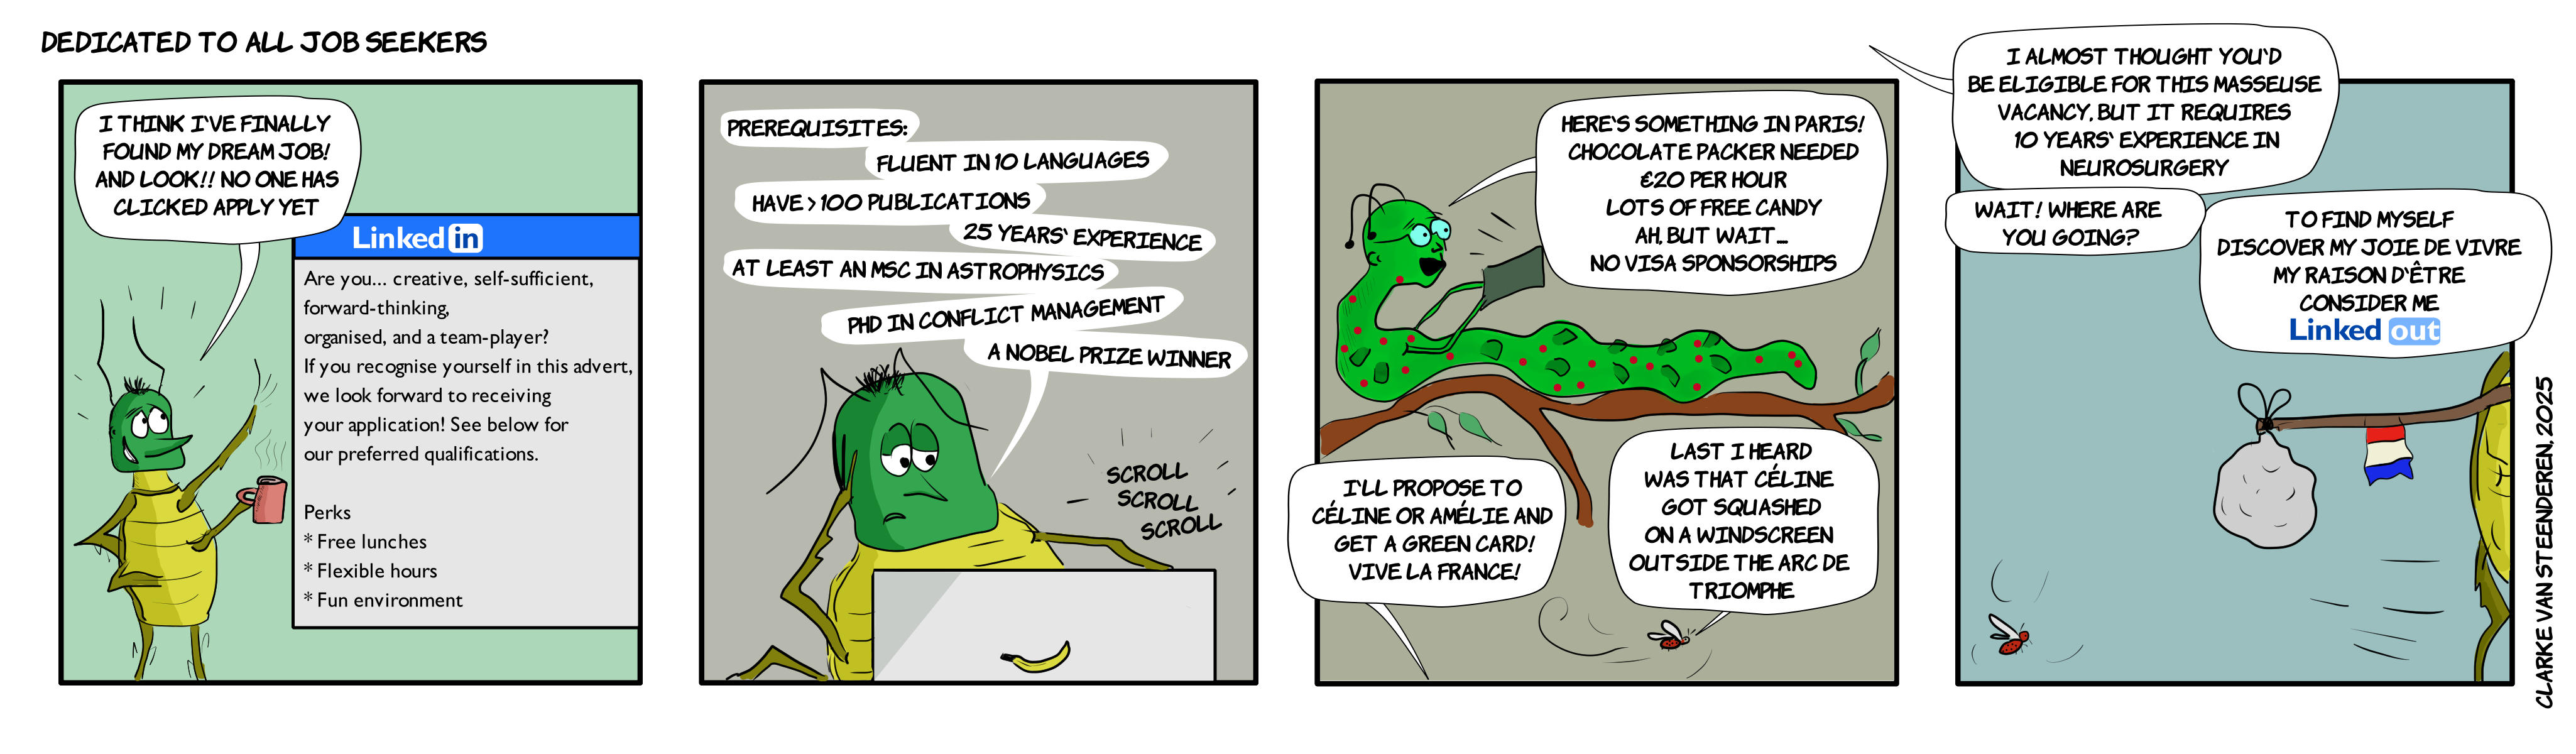 DEDICATED TO ALL JOB SEEKERS
I THINK I'VE FINALLY
FOUND MY DREAM JOB!
AND LOOK!! NO ONE HAS
CLICKED APPLY YET
Linked in
Are you... creative, self-sufficient,
forward-thinking,
organised, and a team-player?
If you recognise yourself in this advert,
we look forward to receiving
your application! See below for
our preferred qualifications.
Perks
* Free lunches
* Flexible hours
* Fun environment
PREREQUISITES:
FLUENT IN 10 LANGUAGES
HAVE > 100 PUBLICATIONS
25 YEARS' EXPERIENCE
AT LEAST AN MSC IN ASTROPHYSICS
PHD IN CONFLICT MANAGEMENT
A NOBEL PRIZE WINNER
SCROLL
SCROLL
SCROLL
HERE'S SOMETHING IN PARIS!
CHOCOLATE PACKER NEEDED
€20 PER HOUR
LOTS OF FREE CANDY
AH, BUT WAIT...
NO VISA SPONSORSHIPS
I'LL PROPOSE TO
CÉLINE OR AMÉLIE AND
GET A GREEN CARD!
VIVE LA FRANCE!
LAST I HEARD
WAS THAT CÉLINE
GOT SQUASHED
ON A WINDSCREEN
OUTSIDE THE ARC DE
TRIOMPHE
I ALMOST THOUGHT YOU'D
BE ELIGIBLE FOR THIS MASSEUSE
VACANCY, BUT IT REQUIRES
10 YEARS' EXPERIENCE IN
NEUROSURGERY
WAIT! WHERE ARE
YOU GOING?
TO FIND MYSELF
DISCOVER MY JOIE DE VIVRE
MY RAISON D'ÊTRE
CONSIDER ME
Linked out
CLARKE VAN STEENDEREN, 2025